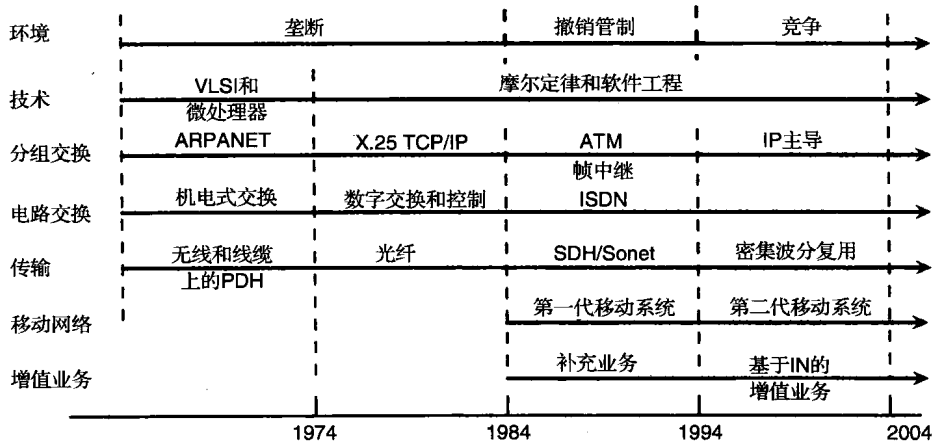 环境 垄断 撤销管制 竞争
技术 VLSI和 摩尔定律和软件工程
微处理器
分组交换 ARPANET X.25 TCP/IP ATM IP主导
帧中继
电路交换 机电式交换 数字交换和控制 ISDN
传输 无线和线缆 光纤 SDH/Sonet 密集波分复用
上的PDH
移动网络 第一代移动系统 第二代移动系统
增值业务 补充业务 基于IN的
增值业务
1974 1984 1994 2004